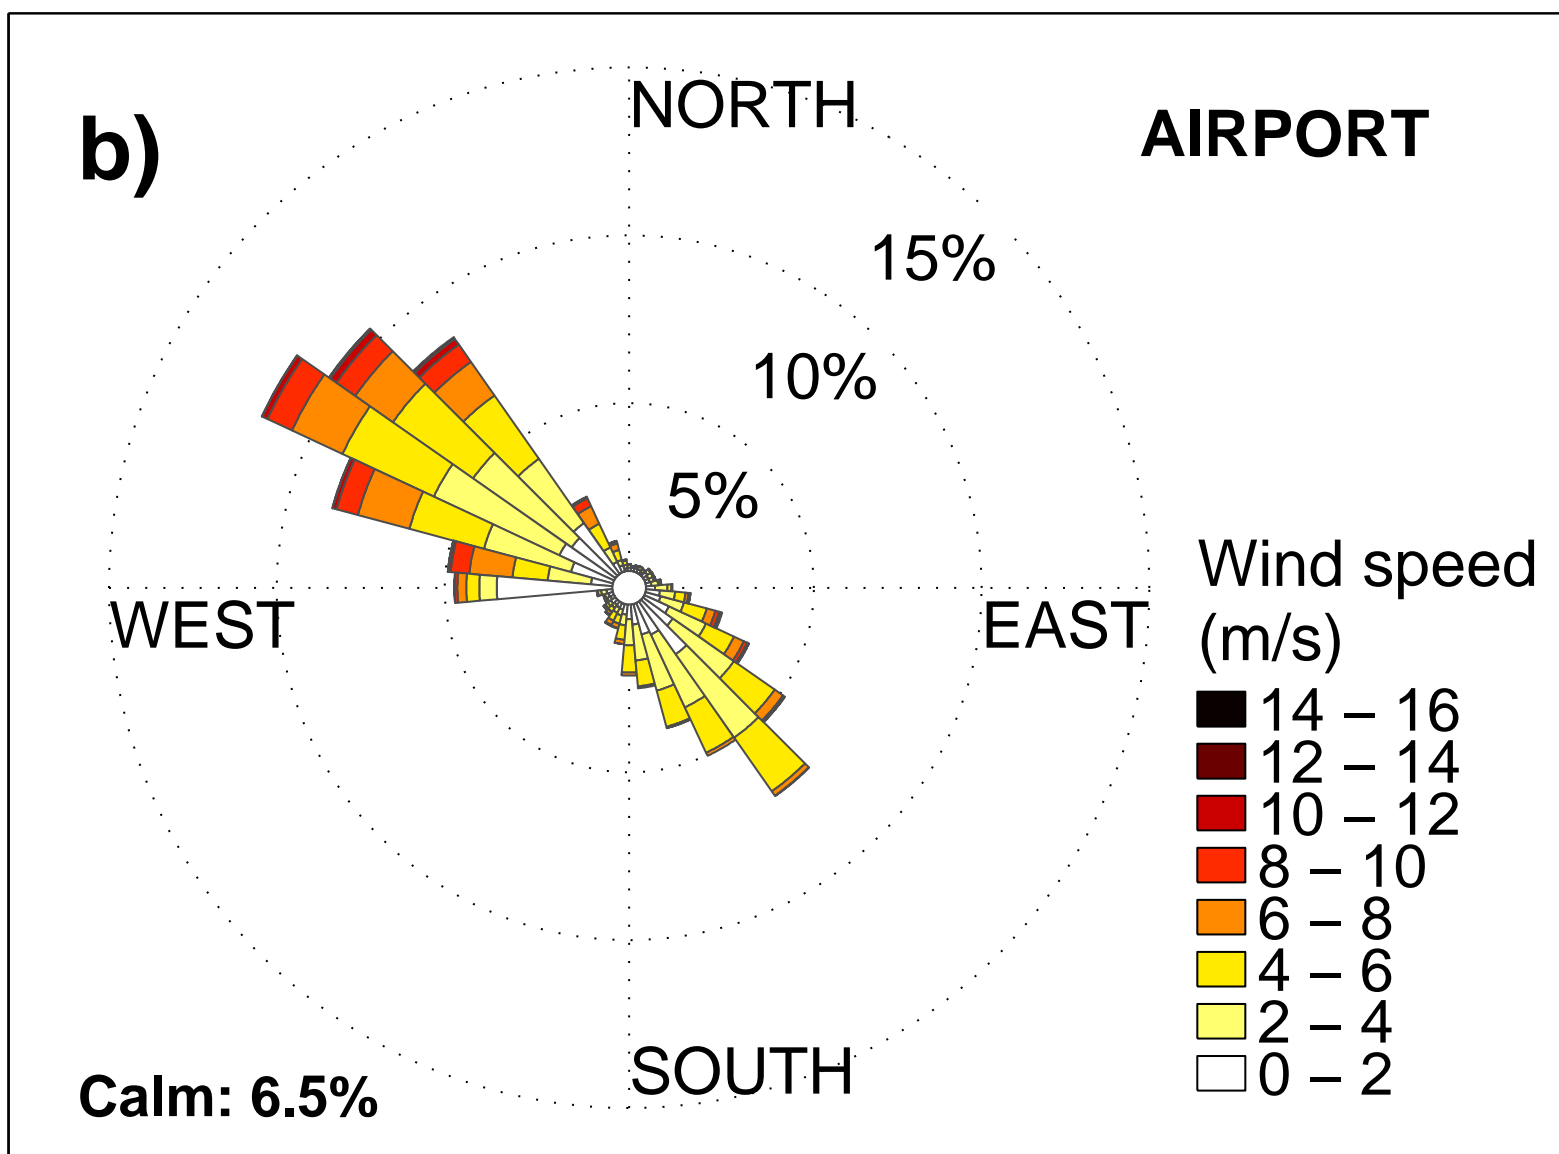 b)
NORTH
AIRPORT
15%
10%
5%
WEST
EAST
Wind speed
(m/s)
14 – 16
12 – 14
10 – 12
8 – 10
6 – 8
4 – 6
2 – 4
0 – 2
SOUTH
Calm: 6.5%